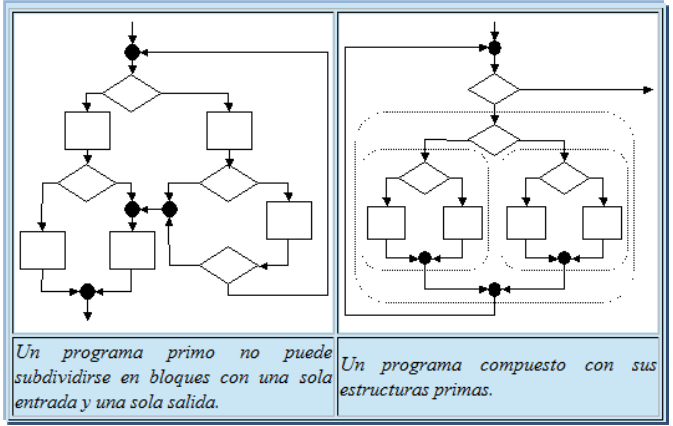 Un programa primo no puede
subdividirse en bloques con una sola
entrada y una sola salida.
Un programa compuesto con sus
estructuras primas.